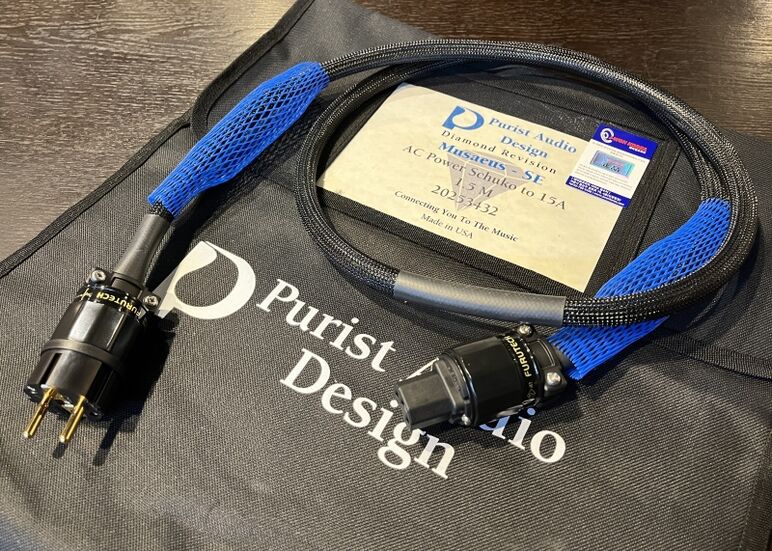 Purist Audio
Design
Diamond Revision
Musaeus - SE
AC Power Schuko to 15A
1.5 M
20233432
Connecting You To The Music
Made in USA
FURUTECH
FURUTECH
Purist Audio
Design